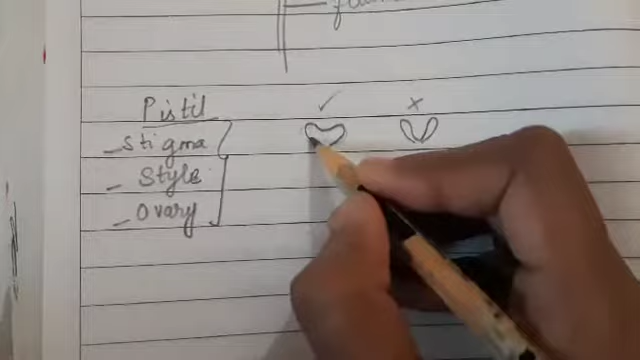 Pistil ✓ ×
- Stigma
- Style
- Ovary